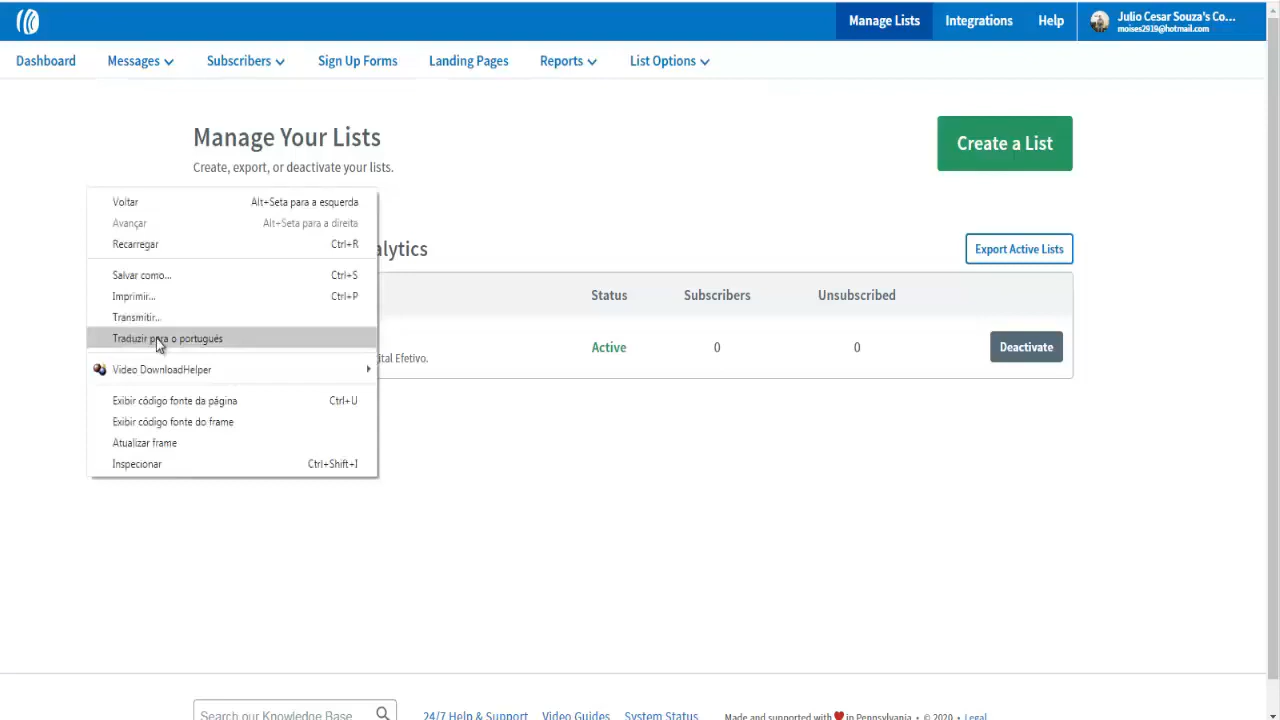 Manage Lists Integrations Help Julio Cesar Souza's Co...
moises2919@hotmail.com
Dashboard Messages Subscribers Sign Up Forms Landing Pages Reports List Options
Manage Your Lists
Create a List
Create, export, or deactivate your lists.
Voltar Alt+Seta para a esquerda
Avançar Alt+Seta para a direita
Recarregar Ctrl+R
alytics Export Active Lists
Salvar como... Ctrl+S
Imprimir... Ctrl+P
Status Subscribers Unsubscribed
Transmitir...
Traduzir para o português
Active 0 0 Deactivate
ital Efetivo.
Video DownloadHelper
Exibir código fonte da página Ctrl+U
Exibir código fonte do frame
Atualizar frame
Inspecionar Ctrl+Shift+I
Search our Knowledge Base 24/7 Help & Support Video Guides System Status Made and supported with in Pennsylvania • © 2020 • Legal